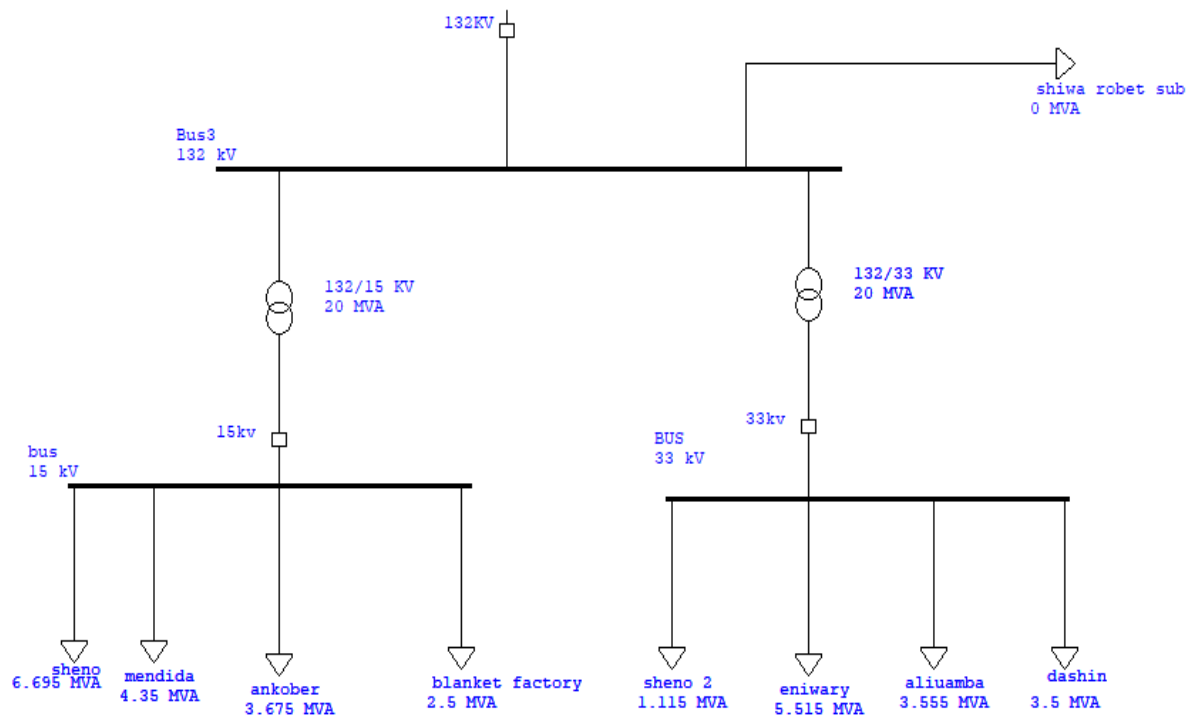 132KV
shiwa robet sub
0 MVA
Bus3
132 kV
132/15 KV
20 MVA
132/33 KV
20 MVA
15kv
33kv
bus
15 kV
BUS
33 kV
sheno
6.695 MVA
mendida
4.35 MVA
ankober
3.675 MVA
blanket factory
2.5 MVA
sheno 2
1.115 MVA
eniwary
5.515 MVA
aliuamba
3.555 MVA
dashin
3.5 MVA